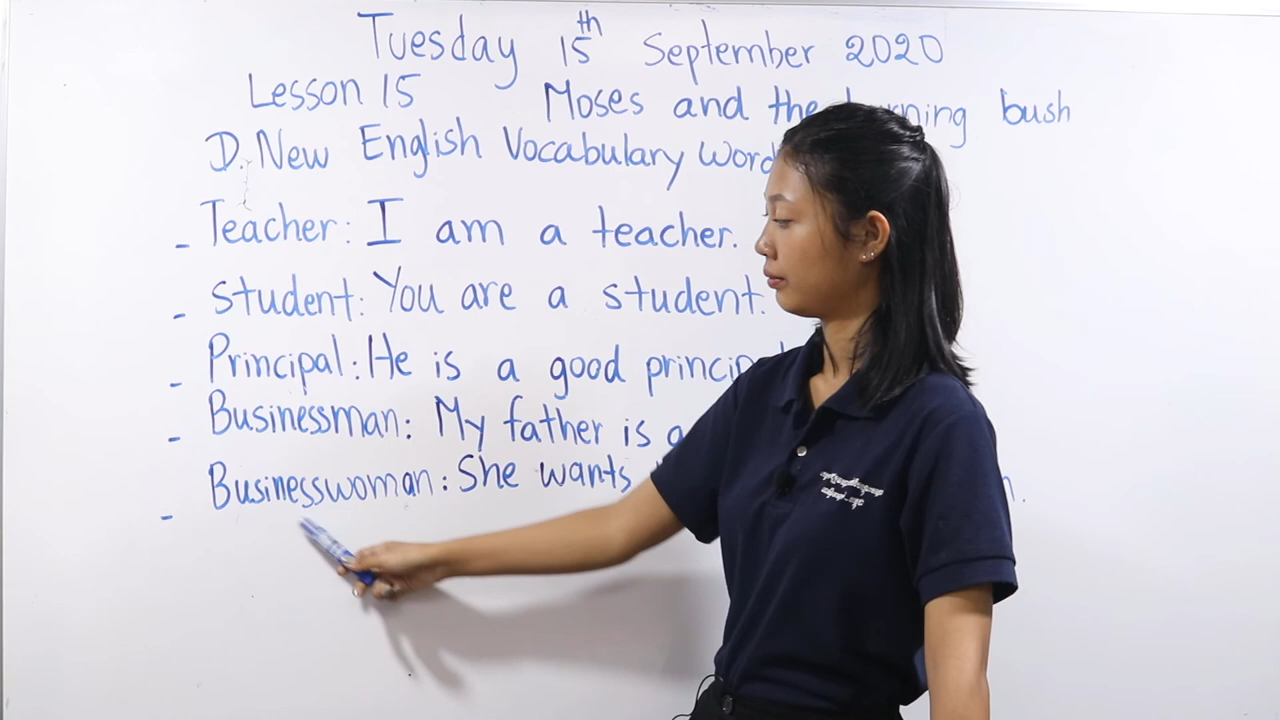 Tuesday 15th September 2020
Lesson 15 Moses and the bush
D. New English Vocabulary
- Teacher: I am a teacher.
- Student: You are a student.
- Principal: He is a good
- Businessman: My father is a
- Businesswoman: She wants